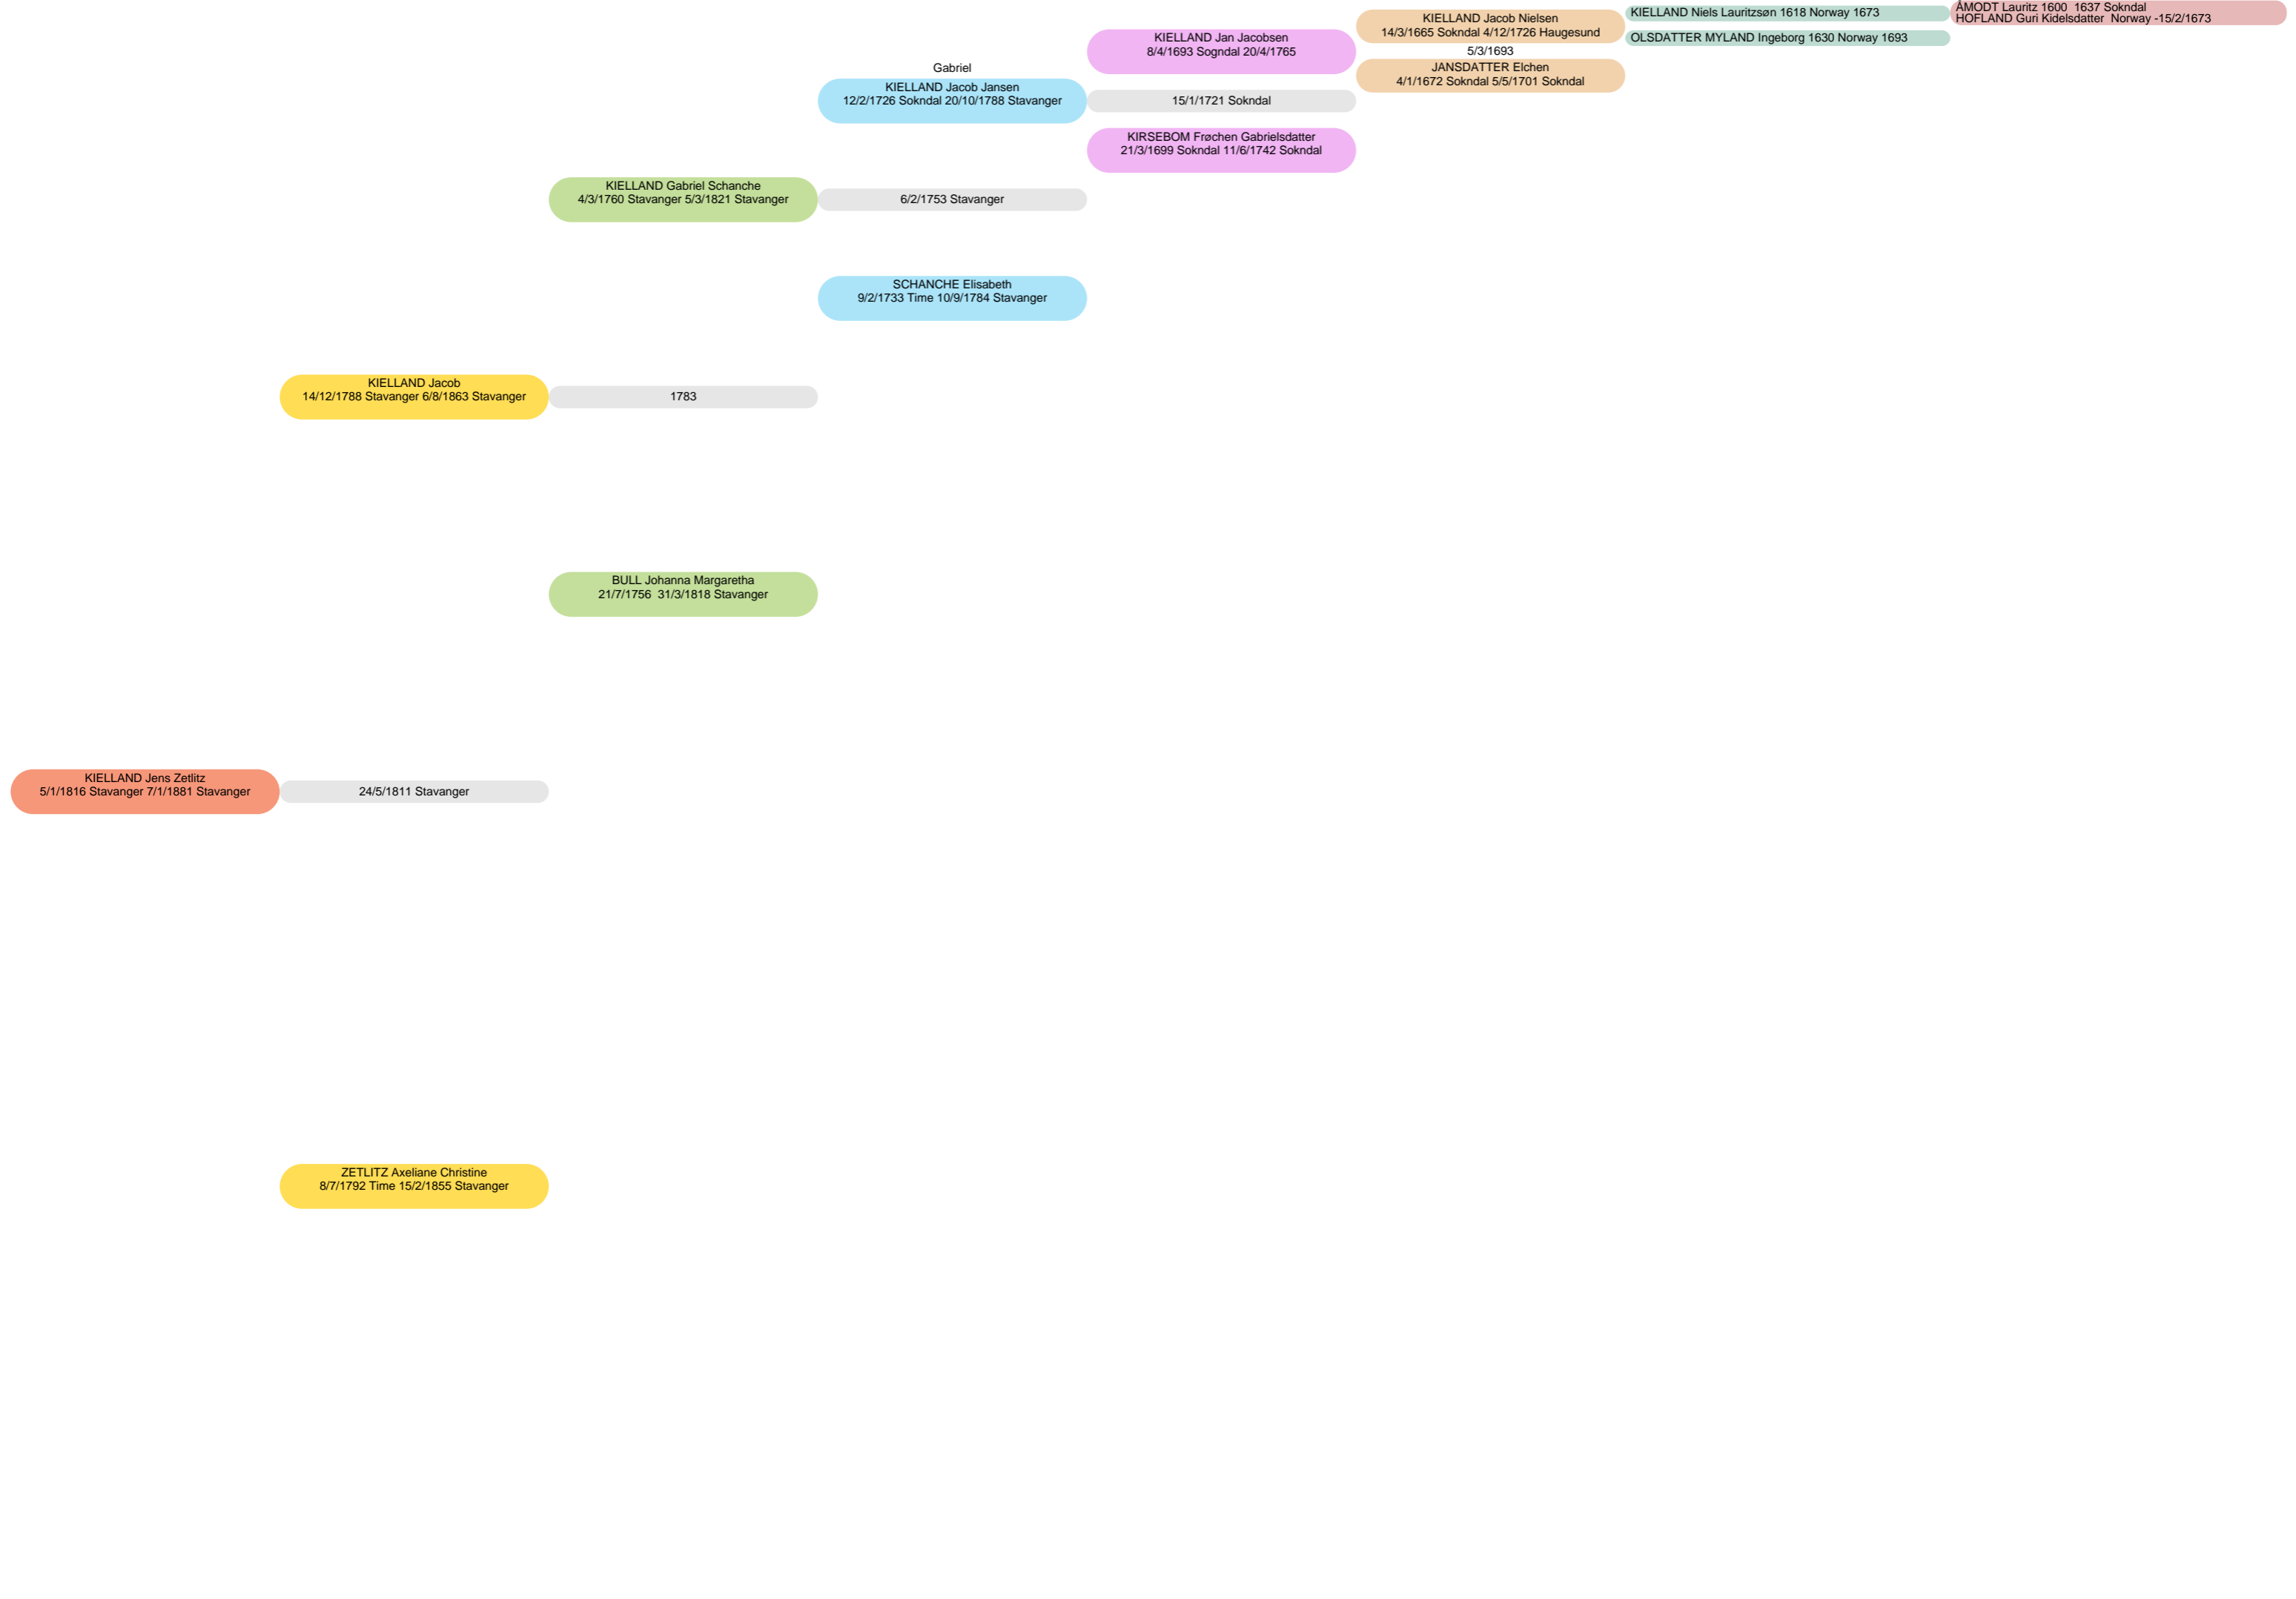 ÅMODT Lauritz 1600  1637 Sokndal
HOFLAND Guri Kidelsdatter  Norway -15/2/1673
KIELLAND Niels Lauritzsøn 1618 Norway 1673
OLSDATTER MYLAND Ingeborg 1630 Norway 1693
KIELLAND Jacob Nielsen
14/3/1665 Sokndal 4/12/1726 Haugesund
5/3/1693
JANSDATTER Elchen
4/1/1672 Sokndal 5/5/1701 Sokndal
KIELLAND Jan Jacobsen
8/4/1693 Sogndal 20/4/1765
15/1/1721 Sokndal
KIRSEBOM Frøchen Gabrielsdatter
21/3/1699 Sokndal 11/6/1742 Sokndal
Gabriel
KIELLAND Jacob Jansen
12/2/1726 Sokndal 20/10/1788 Stavanger
6/2/1753 Stavanger
SCHANCHE Elisabeth
9/2/1733 Time 10/9/1784 Stavanger
KIELLAND Gabriel Schanche
4/3/1760 Stavanger 5/3/1821 Stavanger
1783
BULL Johanna Margaretha
21/7/1756  31/3/1818 Stavanger
KIELLAND Jacob
14/12/1788 Stavanger 6/8/1863 Stavanger
24/5/1811 Stavanger
ZETLITZ Axeliane Christine
8/7/1792 Time 15/2/1855 Stavanger
KIELLAND Jens Zetlitz
5/1/1816 Stavanger 7/1/1881 Stavanger